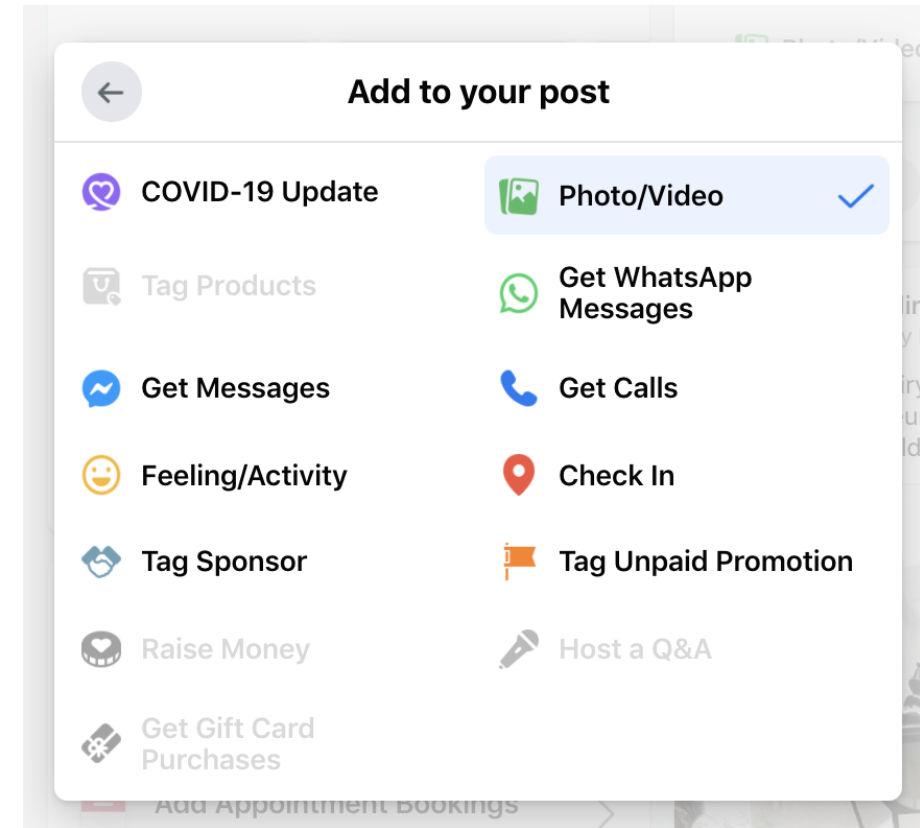 Add to your post
COVID-19 Update
Photo/Video
Tag Products
Get WhatsApp
Messages
Get Messages
Get Calls
Feeling/Activity
Check In
Tag Sponsor
Tag Unpaid Promotion
Raise Money
Host a Q&A
Get Gift Card
Purchases
Add Appointment Bookings